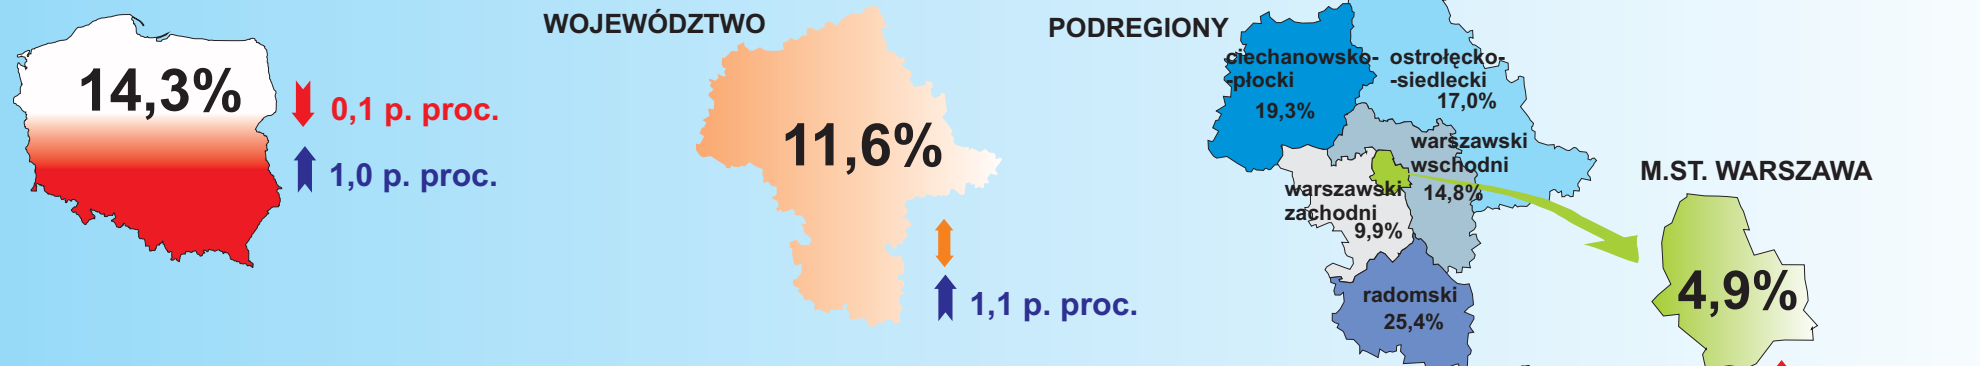 14,3%
0,1 p. proc.
1,0 p. proc.
WOJEWÓDZTWO
11,6%
1,1 p. proc.
PODREGIONY
ciechanowsko-
-płocki
19,3%
ostrołęcko-
-siedlecki
17,0%
warszawski
wschodni
14,8%
warszawski
zachodni
9,9%
radomski
25,4%
M.ST. WARSZAWA
4,9%